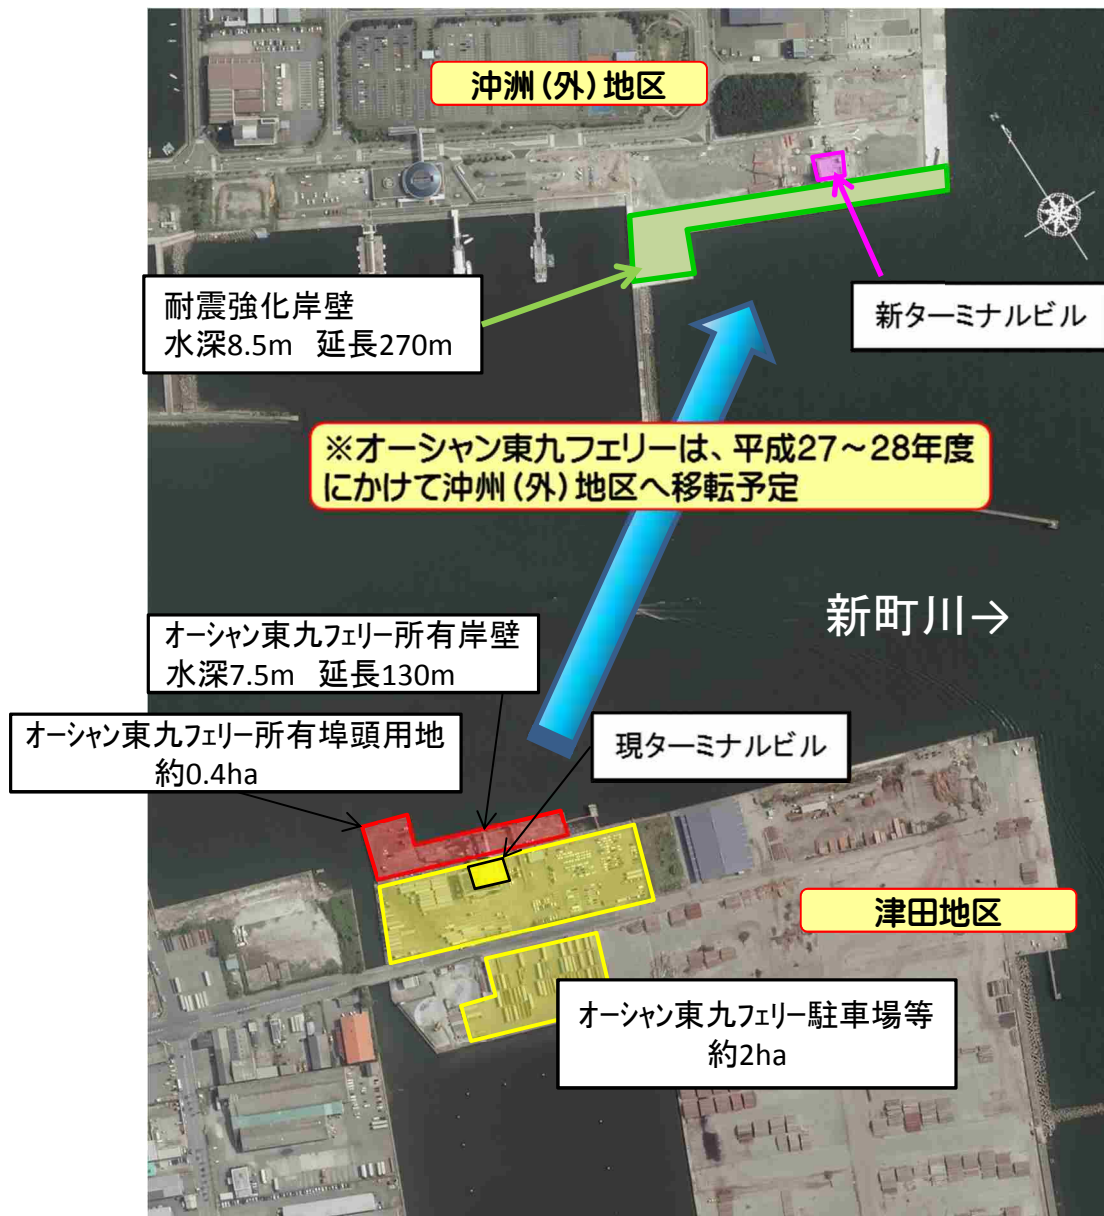 沖洲(外)地区
耐震強化岸壁
水深8.5m 延長270m
新ターミナルビル
※オーシャン東九フェリーは、平成27～28年度
にかけて沖州(外)地区へ移転予定
新町川→
オーシャン東九フェリー所有岸壁
水深7.5m 延長130m
オーシャン東九フェリー所有埠頭用地
約0.4ha
現ターミナルビル
津田地区
オーシャン東九フェリー駐車場等
約2ha